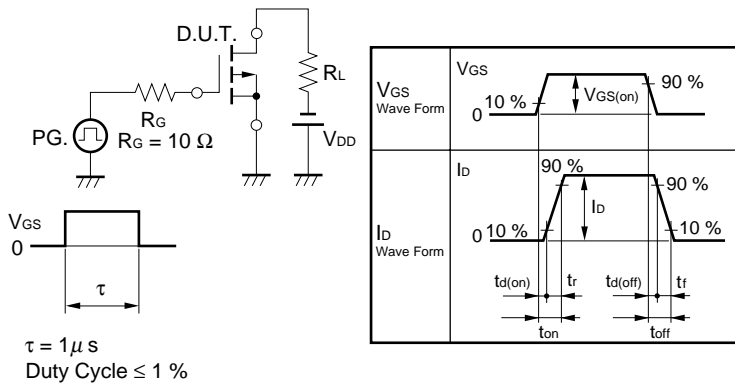 D.U.T.
RL
RG
RG = 10 Ω
PG.
VDD
VGS
0
τ
τ = 1μ s
Duty Cycle ≤ 1 %
VGS
Wave Form
VGS
10 %
0
VGS(on)
90 %
ID
Wave Form
ID
90 %
90 %
ID
0 10 %
10 %
td(on)
tr
td(off)
tf
ton
toff